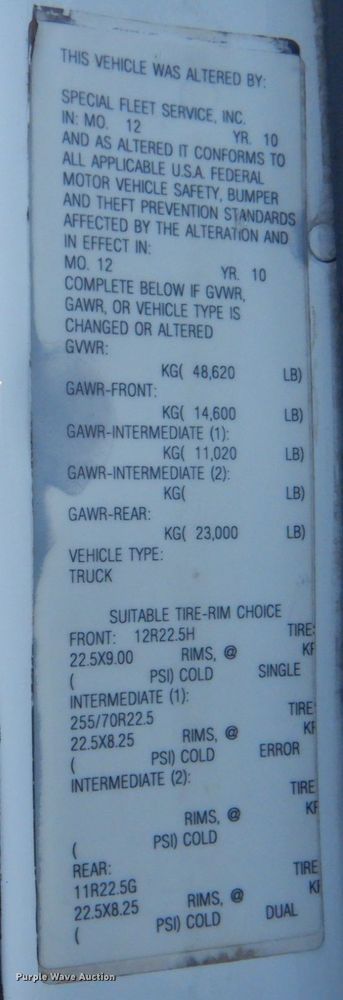 THIS VEHICLE WAS ALTERED BY:
SPECIAL FLEET SERVICE, INC.
IN: MO. 12 YR. 10
AND AS ALTERED IT CONFORMS TO
ALL APPLICABLE U.S.A. FEDERAL
MOTOR VEHICLE SAFETY, BUMPER
AND THEFT PREVENTION STANDARDS
AFFECTED BY THE ALTERATION AND
IN EFFECT IN:
MO. 12 YR. 10
COMPLETE BELOW IF GVWR,
GAWR, OR VEHICLE TYPE IS
CHANGED OR ALTERED
GVWR:
KG( 48,620 LB)
GAWR-FRONT:
KG( 14,600 LB)
GAWR-INTERMEDIATE (1):
KG( 11,020 LB)
GAWR-INTERMEDIATE (2):
KG( LB)
GAWR-REAR:
KG( 23,000 LB)
VEHICLE TYPE:
TRUCK
SUITABLE TIRE-RIM CHOICE
FRONT: 12R22.5H TIRE
22.5X9.00 RIMS, @ KP
( PSI) COLD SINGLE
INTERMEDIATE (1):
255/70R22.5 TIRE
22.5X8.25 RIMS, @ KP
( PSI) COLD ERROR
INTERMEDIATE (2):
TIRE
RIMS, @ KP
( PSI) COLD
REAR:
11R22.5G TIRE
22.5X8.25 RIMS, @ KP
( PSI) COLD DUAL
Purple Wave Auction